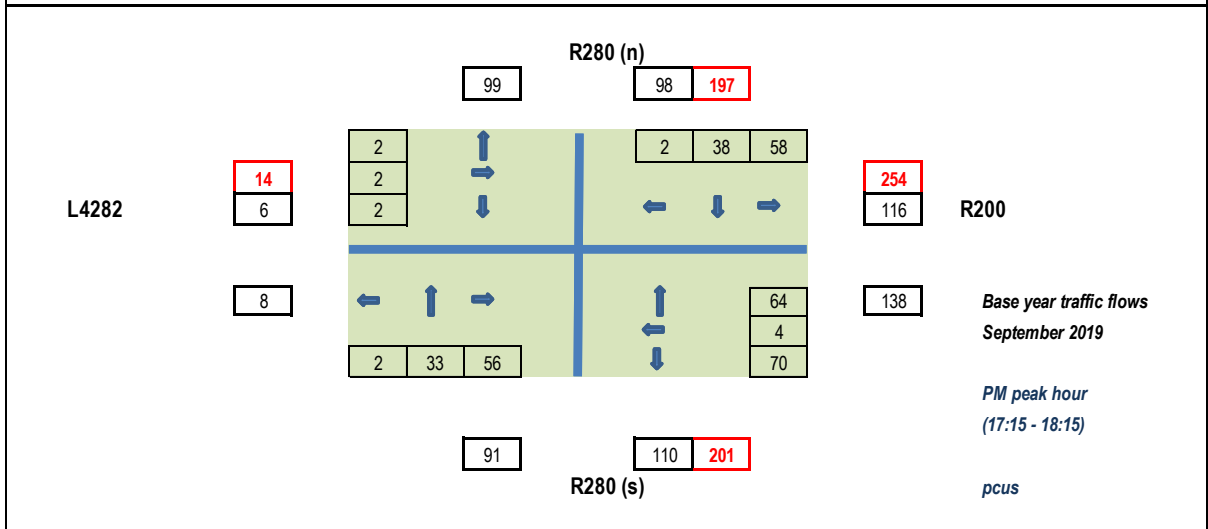 R280 (n)
99 98 197
2 2 38 58
14 2 254
L4282 6 2 116 R200
8 64 138 Base year traffic flows
4 September 2019
2 33 56 70
PM peak hour
(17:15 - 18:15)
91 110 201
R280 (s)
pcus